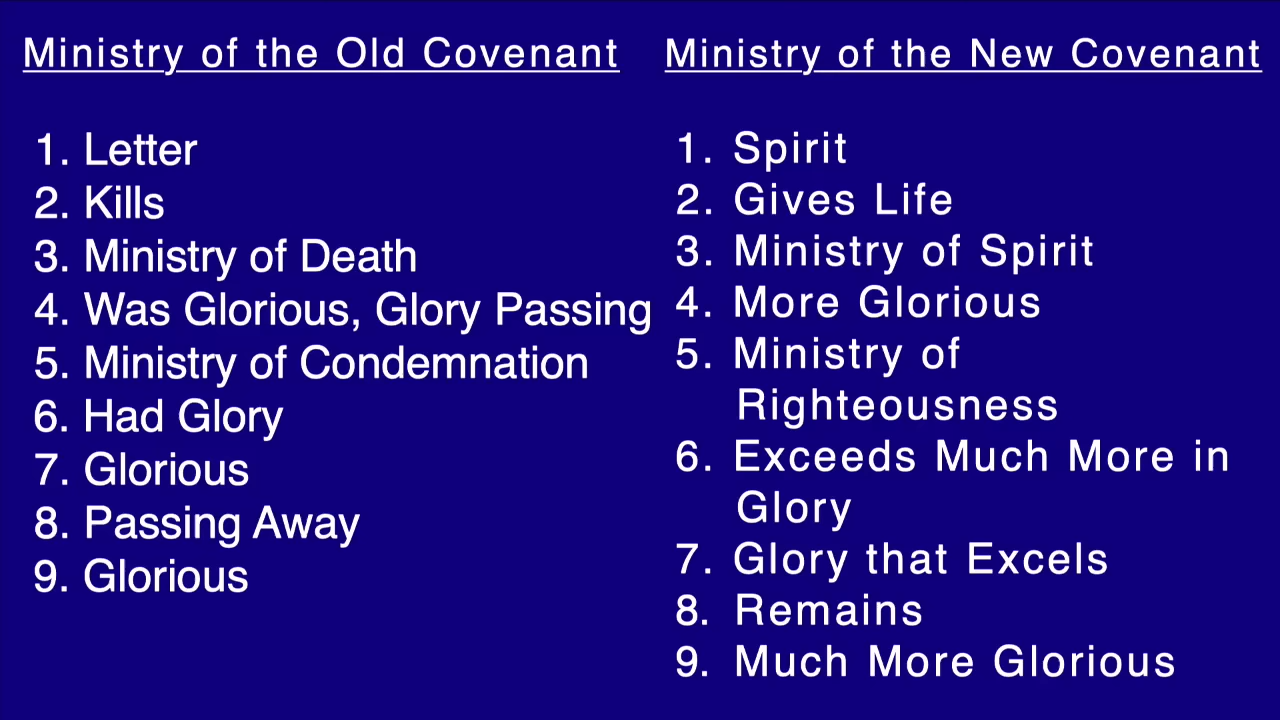 Ministry of the Old Covenant
1. Letter
2. Kills
3. Ministry of Death
4. Was Glorious, Glory Passing
5. Ministry of Condemnation
6. Had Glory
7. Glorious
8. Passing Away
9. Glorious
Ministry of the New Covenant
1. Spirit
2. Gives Life
3. Ministry of Spirit
4. More Glorious
5. Ministry of
Righteousness
6. Exceeds Much More in
Glory
7. Glory that Excels
8. Remains
9. Much More Glorious